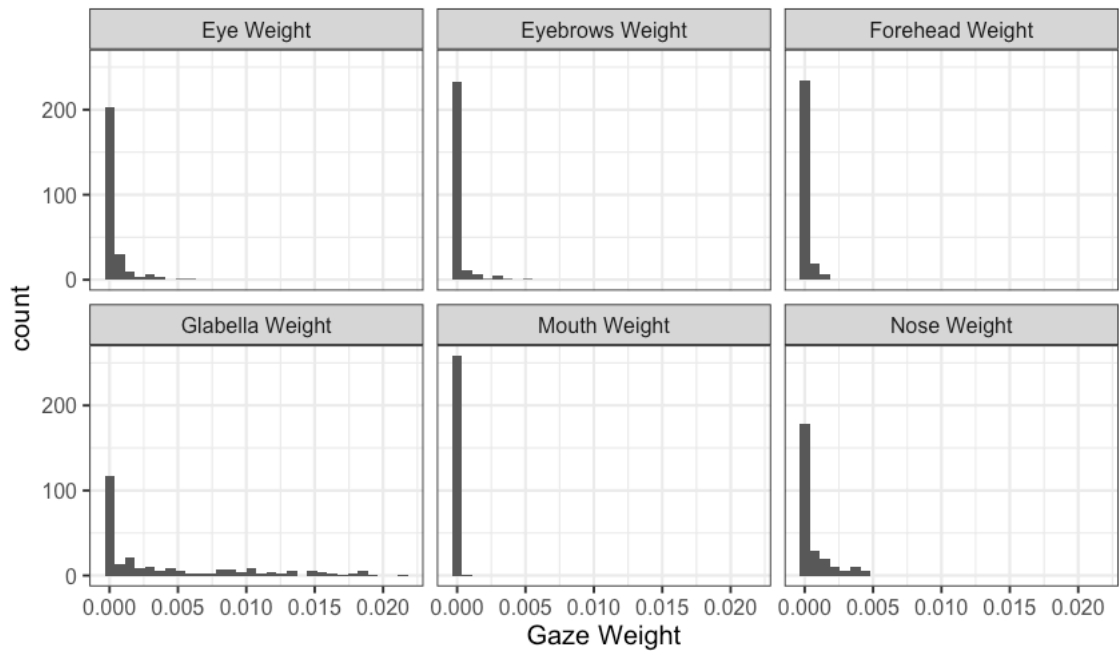 Eye Weight
Eyebrows Weight
Forehead Weight
200
100
0
Glabella Weight
Mouth Weight
Nose Weight
200
100
0
count
0.000 0.005 0.010 0.015 0.020
0.000 0.005 0.010 0.015 0.020
0.000 0.005 0.010 0.015 0.020
Gaze Weight